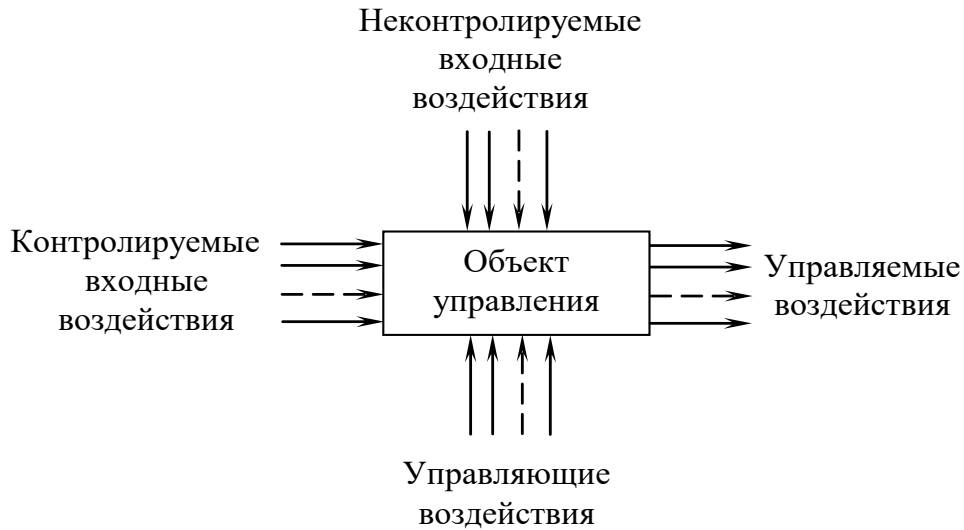 Неконтролируемые
входные
воздействия
Контролируемые
входные
воздействия
Объект
управления
Управляемые
воздействия
Управляющие
воздействия